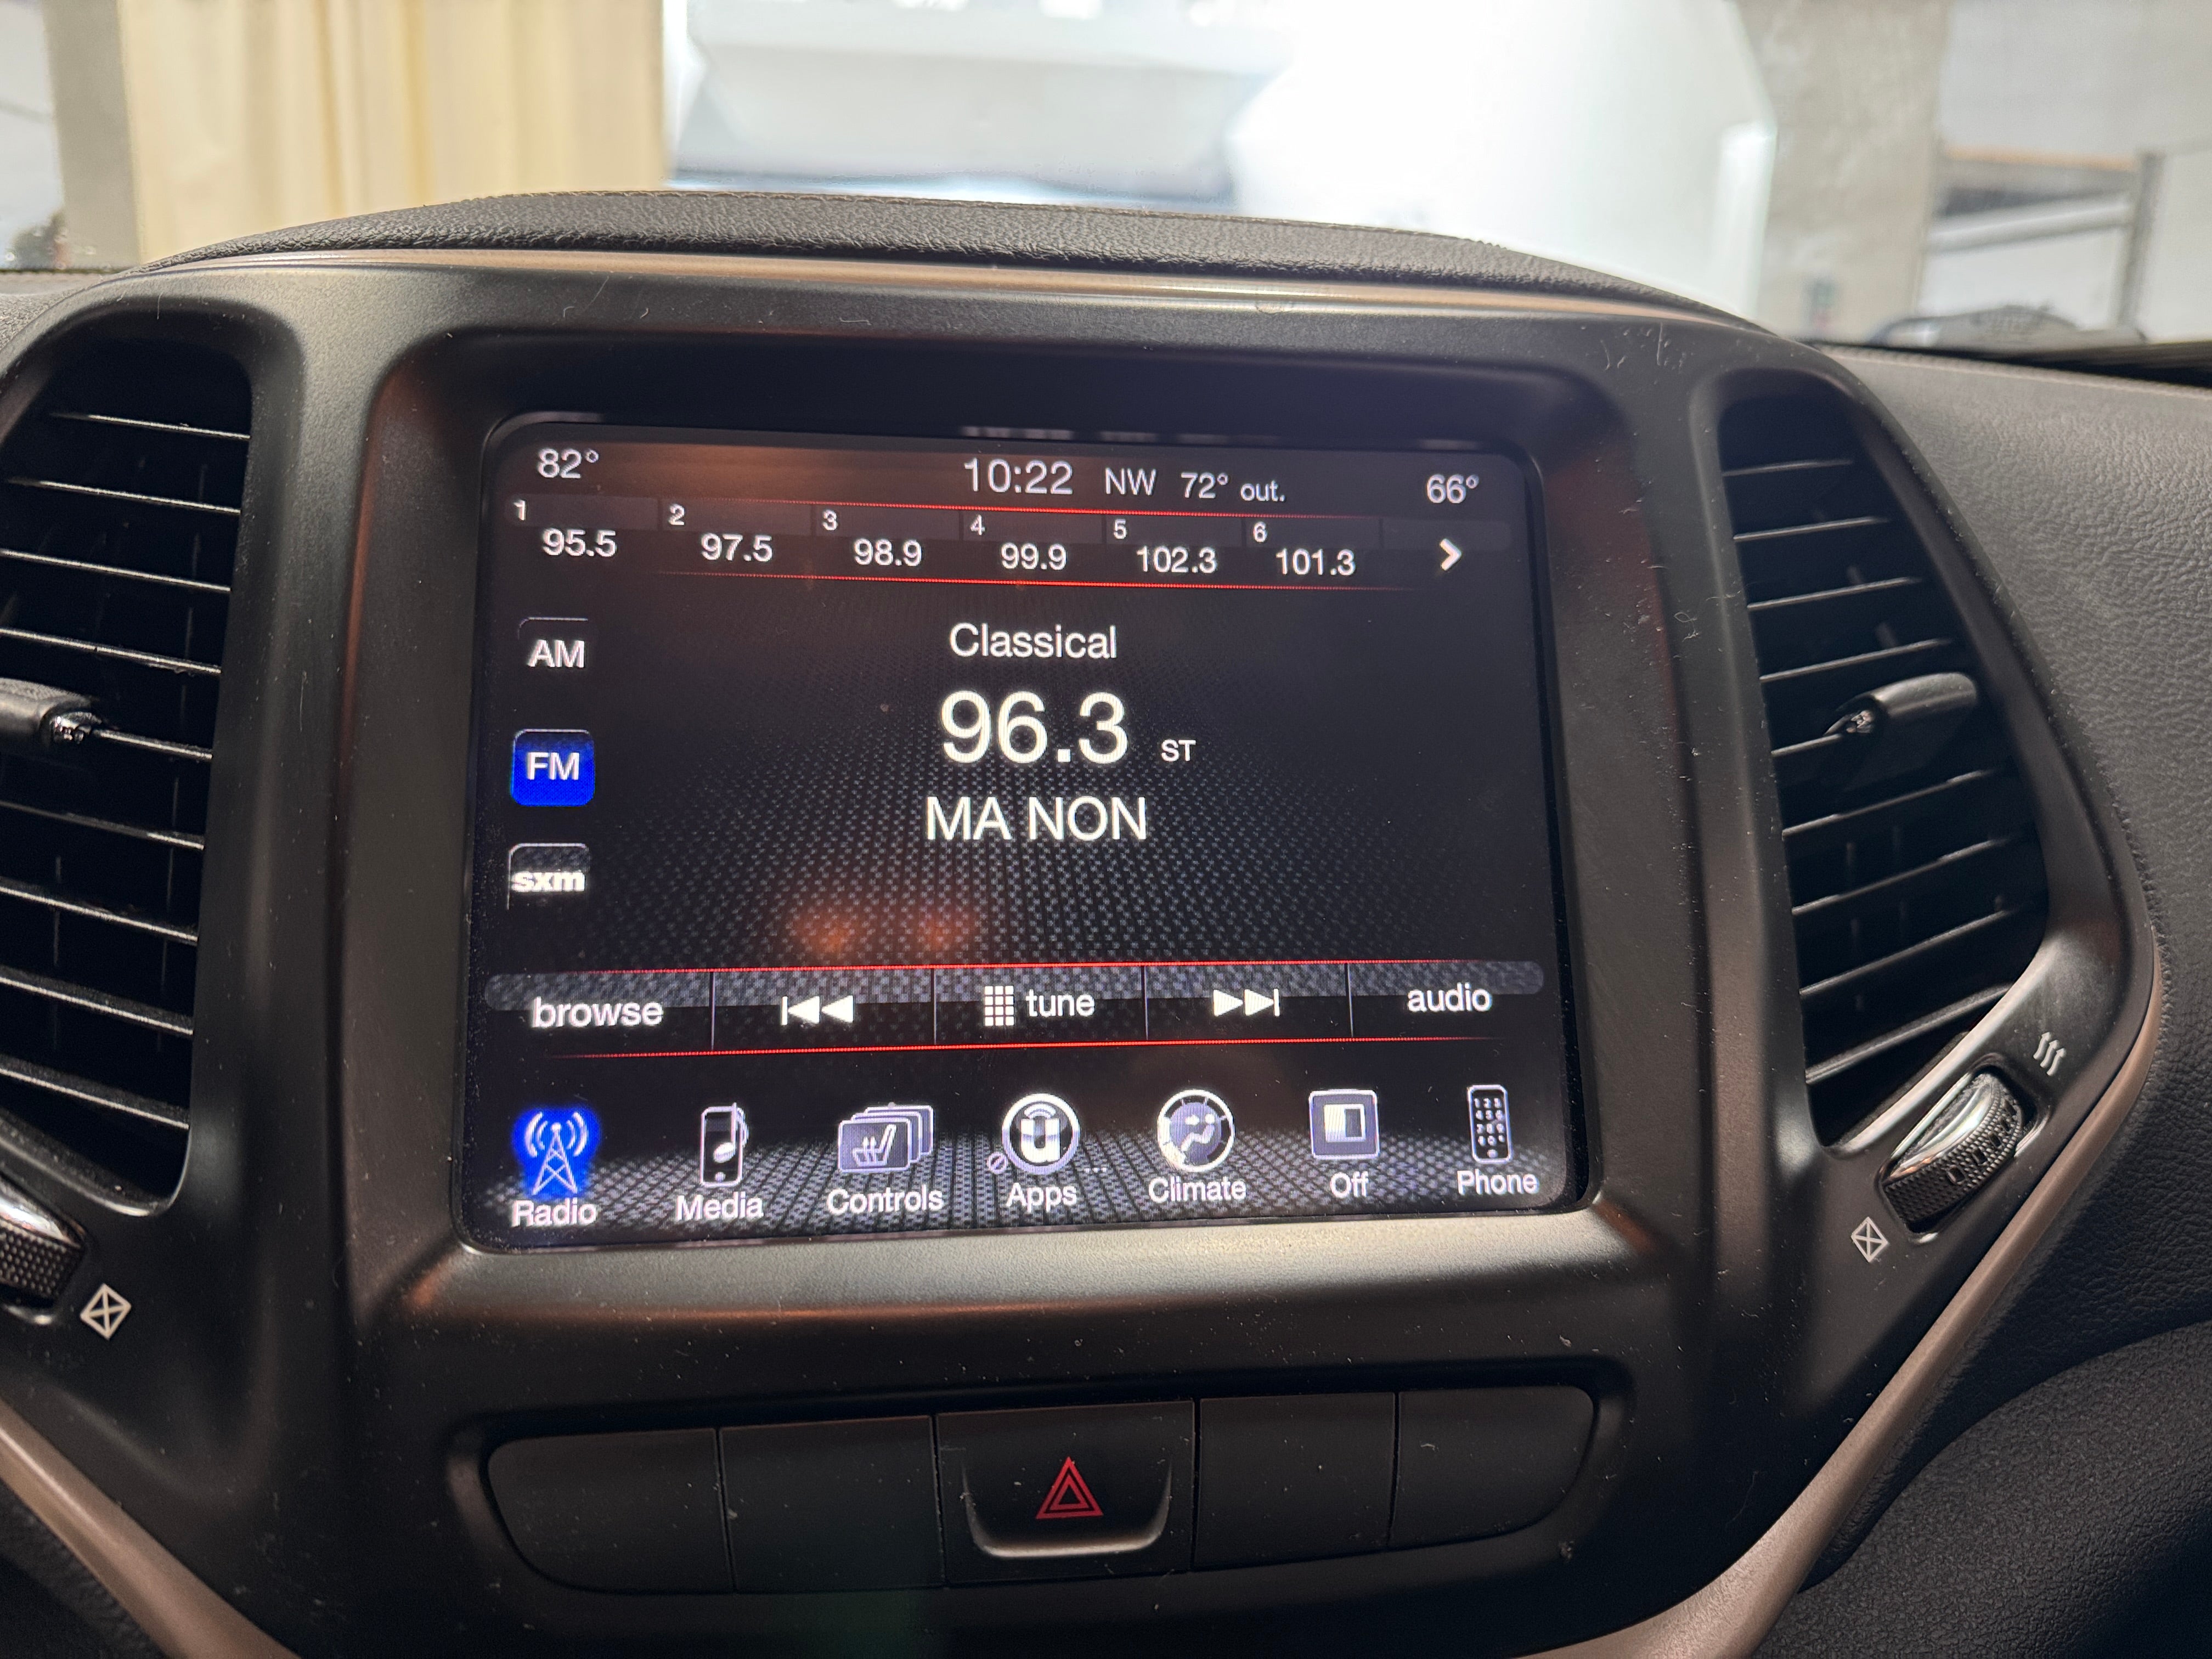 82° 10:22 NW 72° out. 66°
1 2 3 4 5 6
95.5 97.5 98.9 99.9 102.3 101.3
AM
Classical
96.3 ST
FM
MA NON
sxm
browse tune audio
Radio Media Controls Apps Climate Off Phone